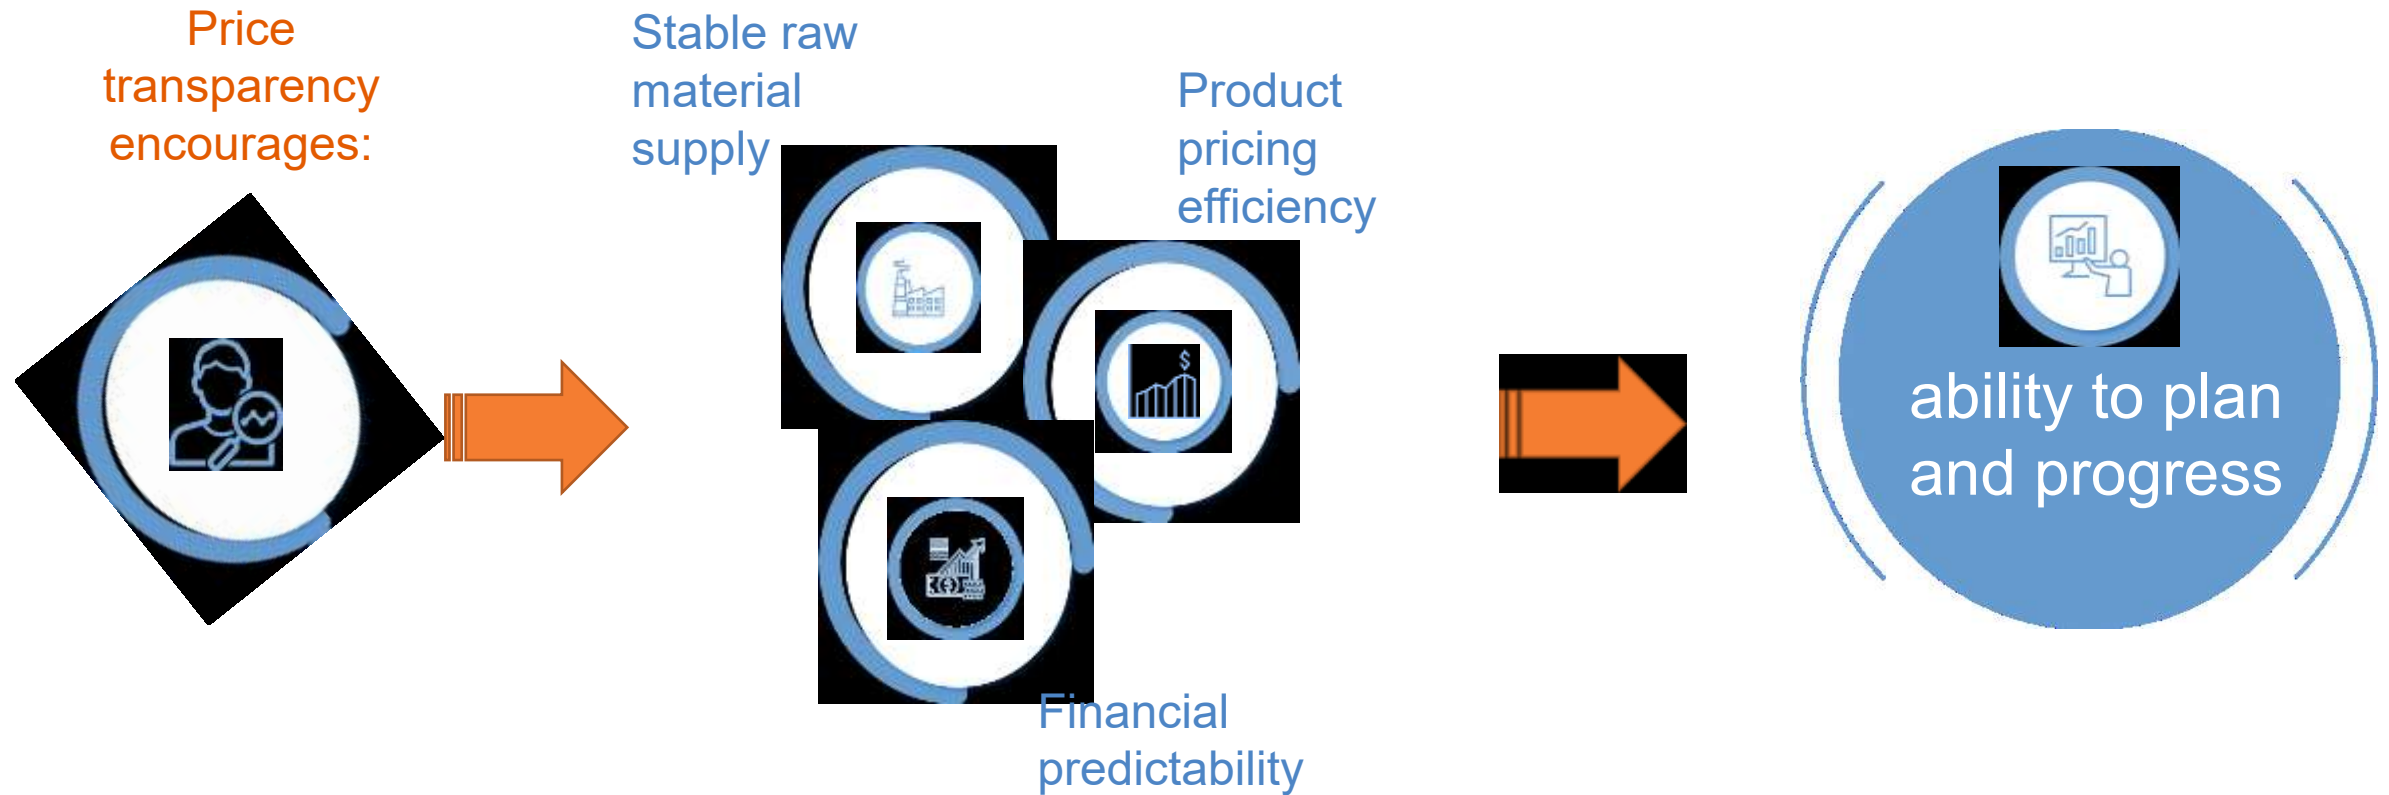 Price
transparency
encourages:
Stable raw
material
supply
Product
pricing
efficiency
$
Financial
predictability
ability to plan
and progress